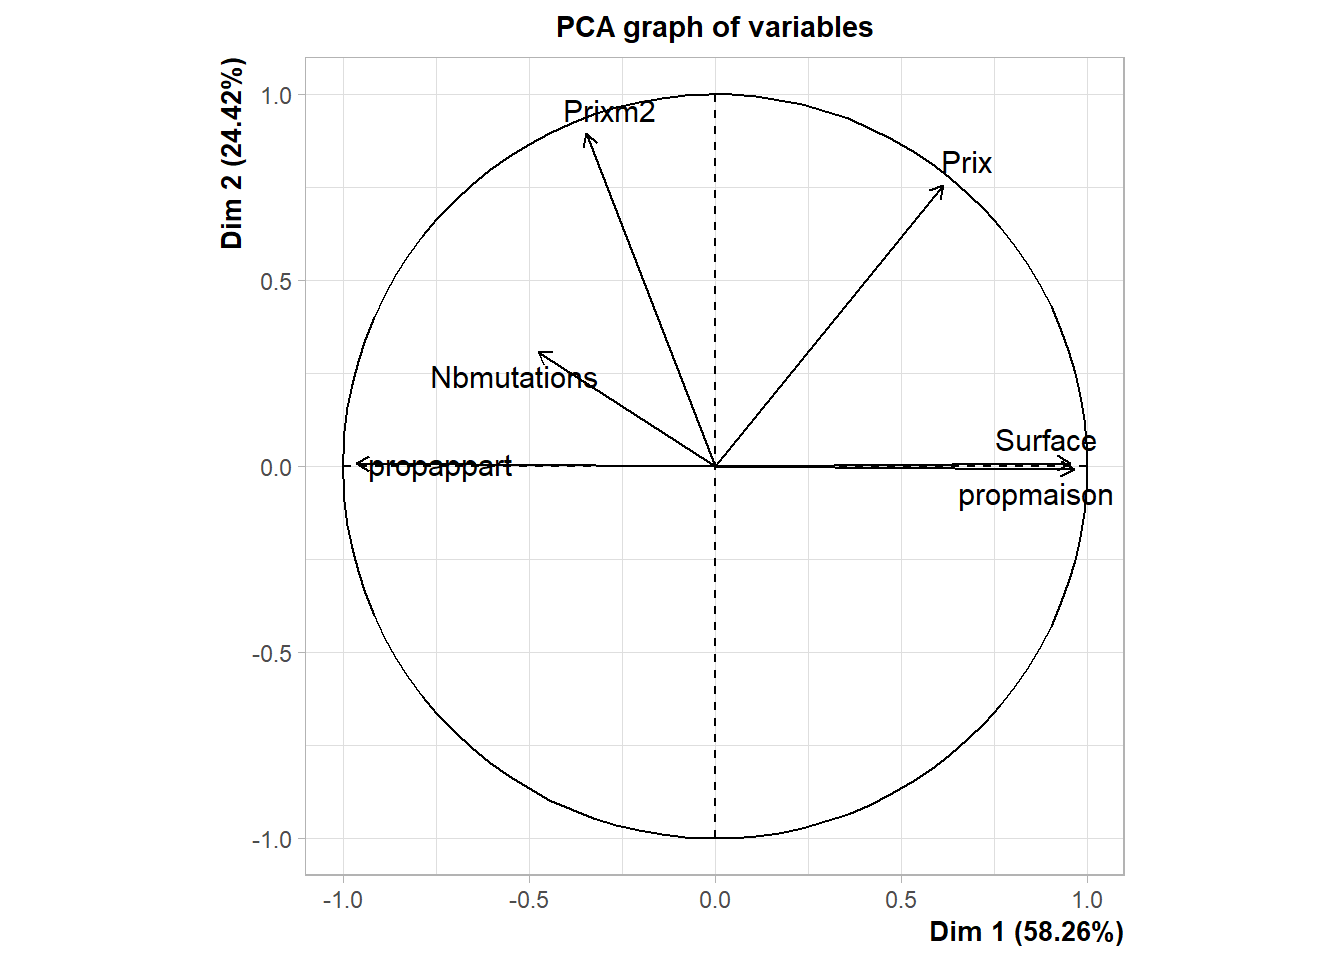 PCA graph of variables
Dim 2 (24.42%)
1.0
0.5
0.0
-0.5
-1.0
Prixm2
Prix
Nbmutations
Surface
propappart
propmaison
-1.0
-0.5
0.0
0.5
1.0
Dim 1 (58.26%)